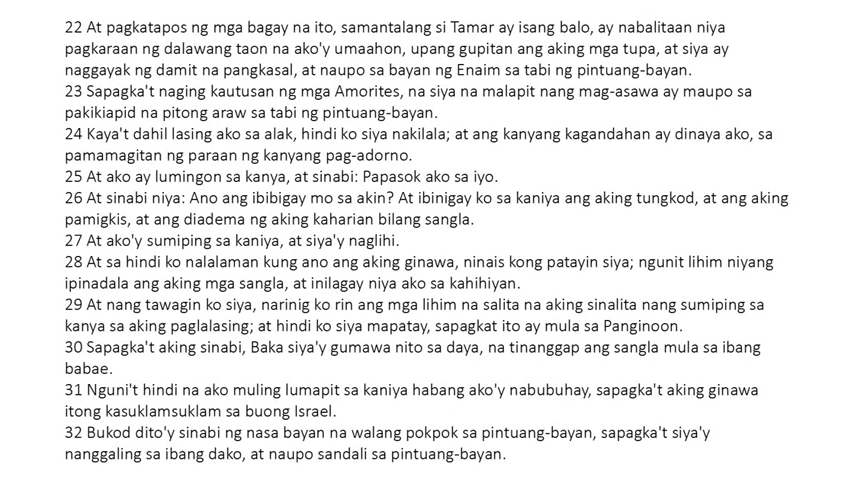 22 At pagkatapos ng mga bagay na ito, samantalang si Tamar ay isang balo, ay nabalitaan niya
pagkaraan ng dalawang taon na ako'y umaahon, upang gupitan ang aking mga tupa, at siya ay
naggayak ng damit na pangkasal, at naupo sa bayan ng Enaim sa tabi ng pintuang-bayan.
23 Sapagka't naging kautusan ng mga Amorites, na siya na malapit nang mag-asawa ay maupo sa
pakikiapid na pitong araw sa tabi ng pintuang-bayan.
24 Kaya't dahil lasing ako sa alak, hindi ko siya nakilala; at ang kanyang kagandahan ay dinaya ako, sa
pamamagitan ng paraan ng kanyang pag-adorno.
25 At ako ay lumingon sa kanya, at sinabi: Papasok ako sa iyo.
26 At sinabi niya: Ano ang ibibigay mo sa akin? At ibinigay ko sa kaniya ang aking tungkod, at ang aking
pamigkis, at ang diadema ng aking kaharian bilang sangla.
27 At ako'y sumiping sa kaniya, at siya'y naglihi.
28 At sa hindi ko nalalaman kung ano ang aking ginawa, ninais kong patayin siya; ngunit lihim niyang
ipinadala ang aking mga sangla, at inilagay niya ako sa kahihiyan.
29 At nang tawagin ko siya, narinig ko rin ang mga lihim na salita na aking sinalita nang sumiping sa
kanya sa aking paglalasing; at hindi ko siya mapatay, sapagkat ito ay mula sa Panginoon.
30 Sapagka't aking sinabi, Baka siya'y gumawa nito sa daya, na tinanggap ang sangla mula sa ibang
babae.
31 Nguni't hindi na ako muling lumapit sa kaniya habang ako'y nabubuhay, sapagka't aking ginawa
itong kasuklamsuklam sa buong Israel.
32 Bukod dito'y sinabi ng nasa bayan na walang pokpok sa pintuang-bayan, sapagka't siya'y
nanggaling sa ibang dako, at naupo sandali sa pintuang-bayan.